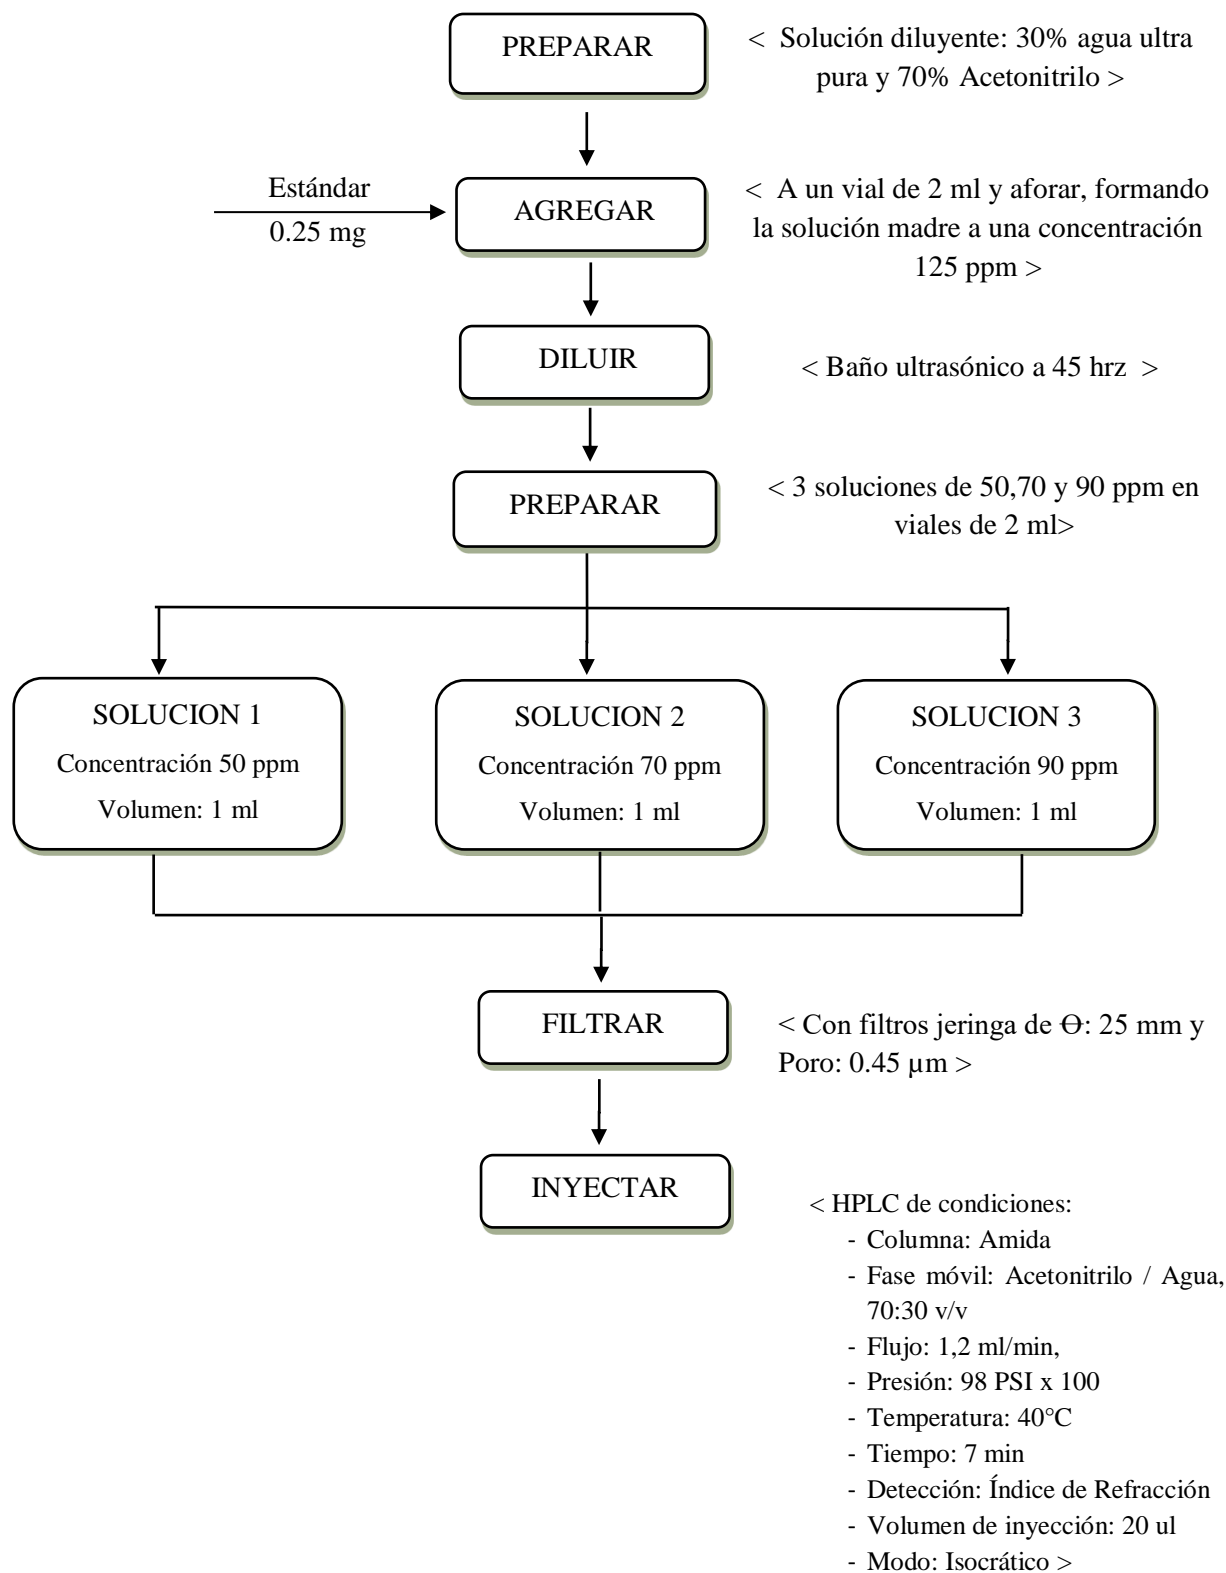 PREPARAR
< Solución diluyente: 30% agua ultra
pura y 70% Acetonitrilo >
Estándar
0.25 mg
AGREGAR
< A un vial de 2 ml y aforar, formando
la solución madre a una concentración
125 ppm >
DILUIR
< Baño ultrasónico a 45 hrz >
PREPARAR
< 3 soluciones de 50,70 y 90 ppm en
viales de 2 ml>
SOLUCION 1
Concentración 50 ppm
Volumen: 1 ml
SOLUCION 2
Concentración 70 ppm
Volumen: 1 ml
SOLUCION 3
Concentración 90 ppm
Volumen: 1 ml
FILTRAR
< Con filtros jeringa de Ɵ: 25 mm y
Poro: 0.45 µm >
INYECTAR
< HPLC de condiciones:
- Columna: Amida
- Fase móvil: Acetonitrilo / Agua,
70:30 v/v
- Flujo: 1,2 ml/min,
- Presión: 98 PSI x 100
- Temperatura: 40°C
- Tiempo: 7 min
- Detección: Índice de Refracción
- Volumen de inyección: 20 ul
- Modo: Isocrático >